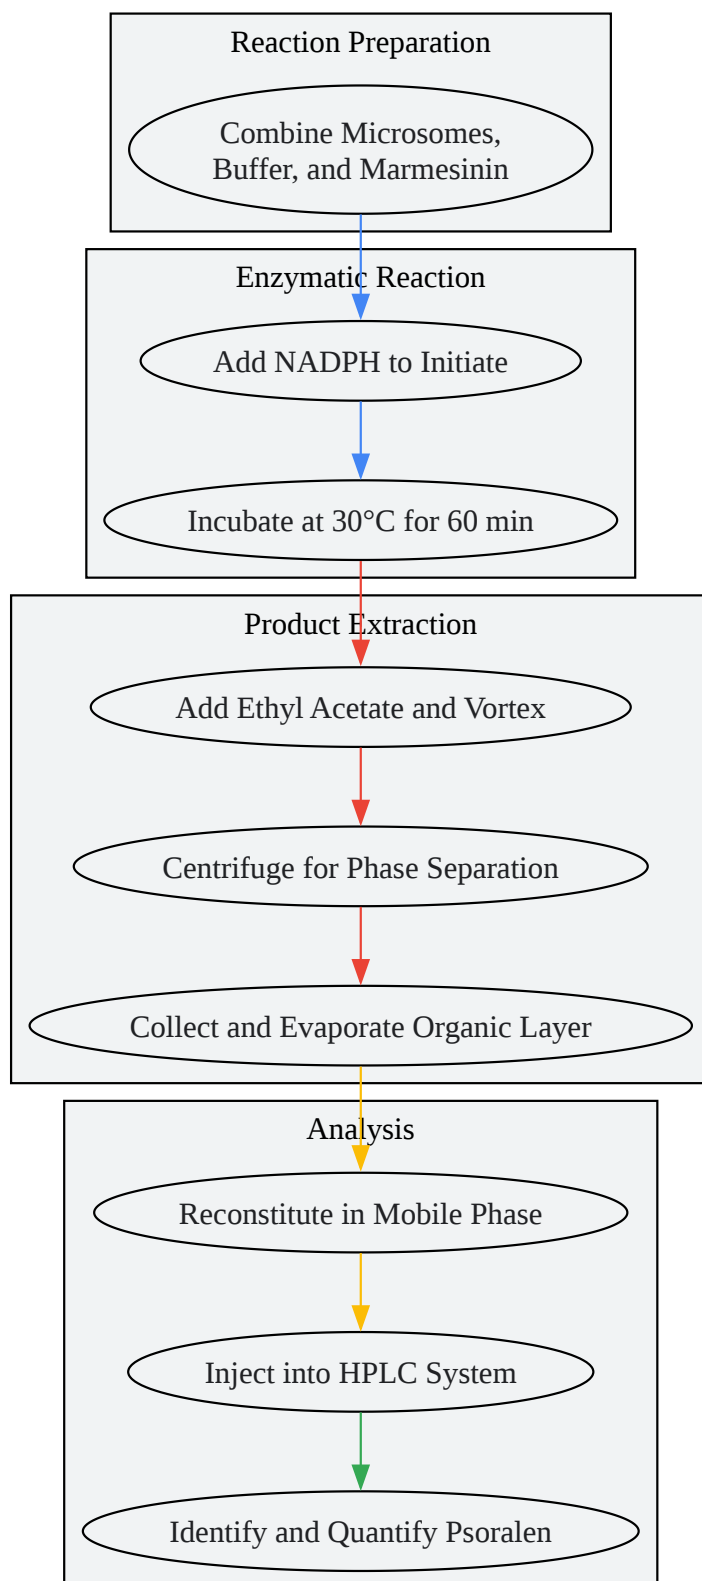 Reaction Preparation
Combine Microsomes,
Buffer, and Marmesinin
Enzymatic Reaction
Add NADPH to Initiate
Incubate at 30°C for 60 min
Product Extraction
Add Ethyl Acetate and Vortex
Centrifuge for Phase Separation
Collect and Evaporate Organic Layer
Analysis
Reconstitute in Mobile Phase
Inject into HPLC System
Identify and Quantify Psoralen